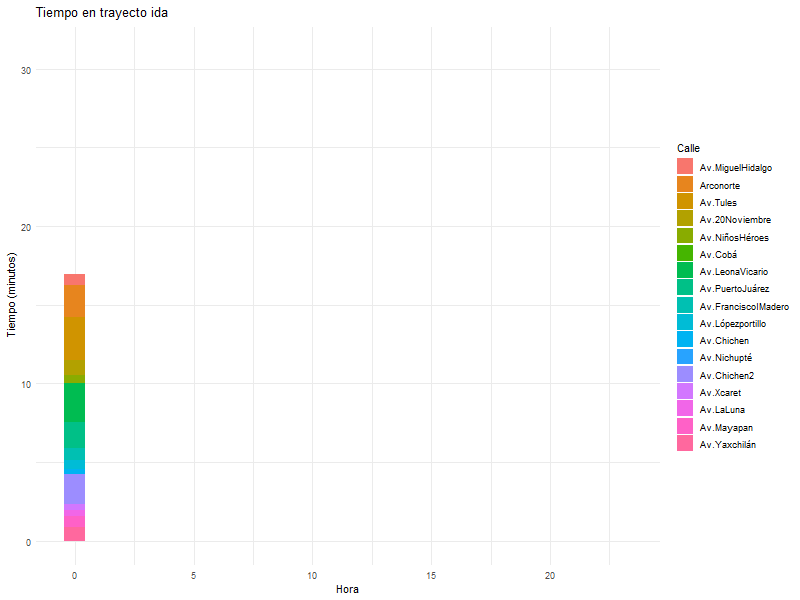 Tiempo en trayecto ida
30
20
10
0
Tiempo (minutos)
0 5 10 15 20
Hora
Calle
Av.MiguelHidalgo
Arconorte
Av.Tules
Av.20Noviembre
Av.NiñosHéroes
Av.Cobá
Av.LeonaVicario
Av.PuertoJuárez
Av.FranciscoIMadero
Av.Lópezportillo
Av.Chichen
Av.Nichupté
Av.Chichen2
Av.Xcaret
Av.LaLuna
Av.Mayapan
Av.Yaxchilán